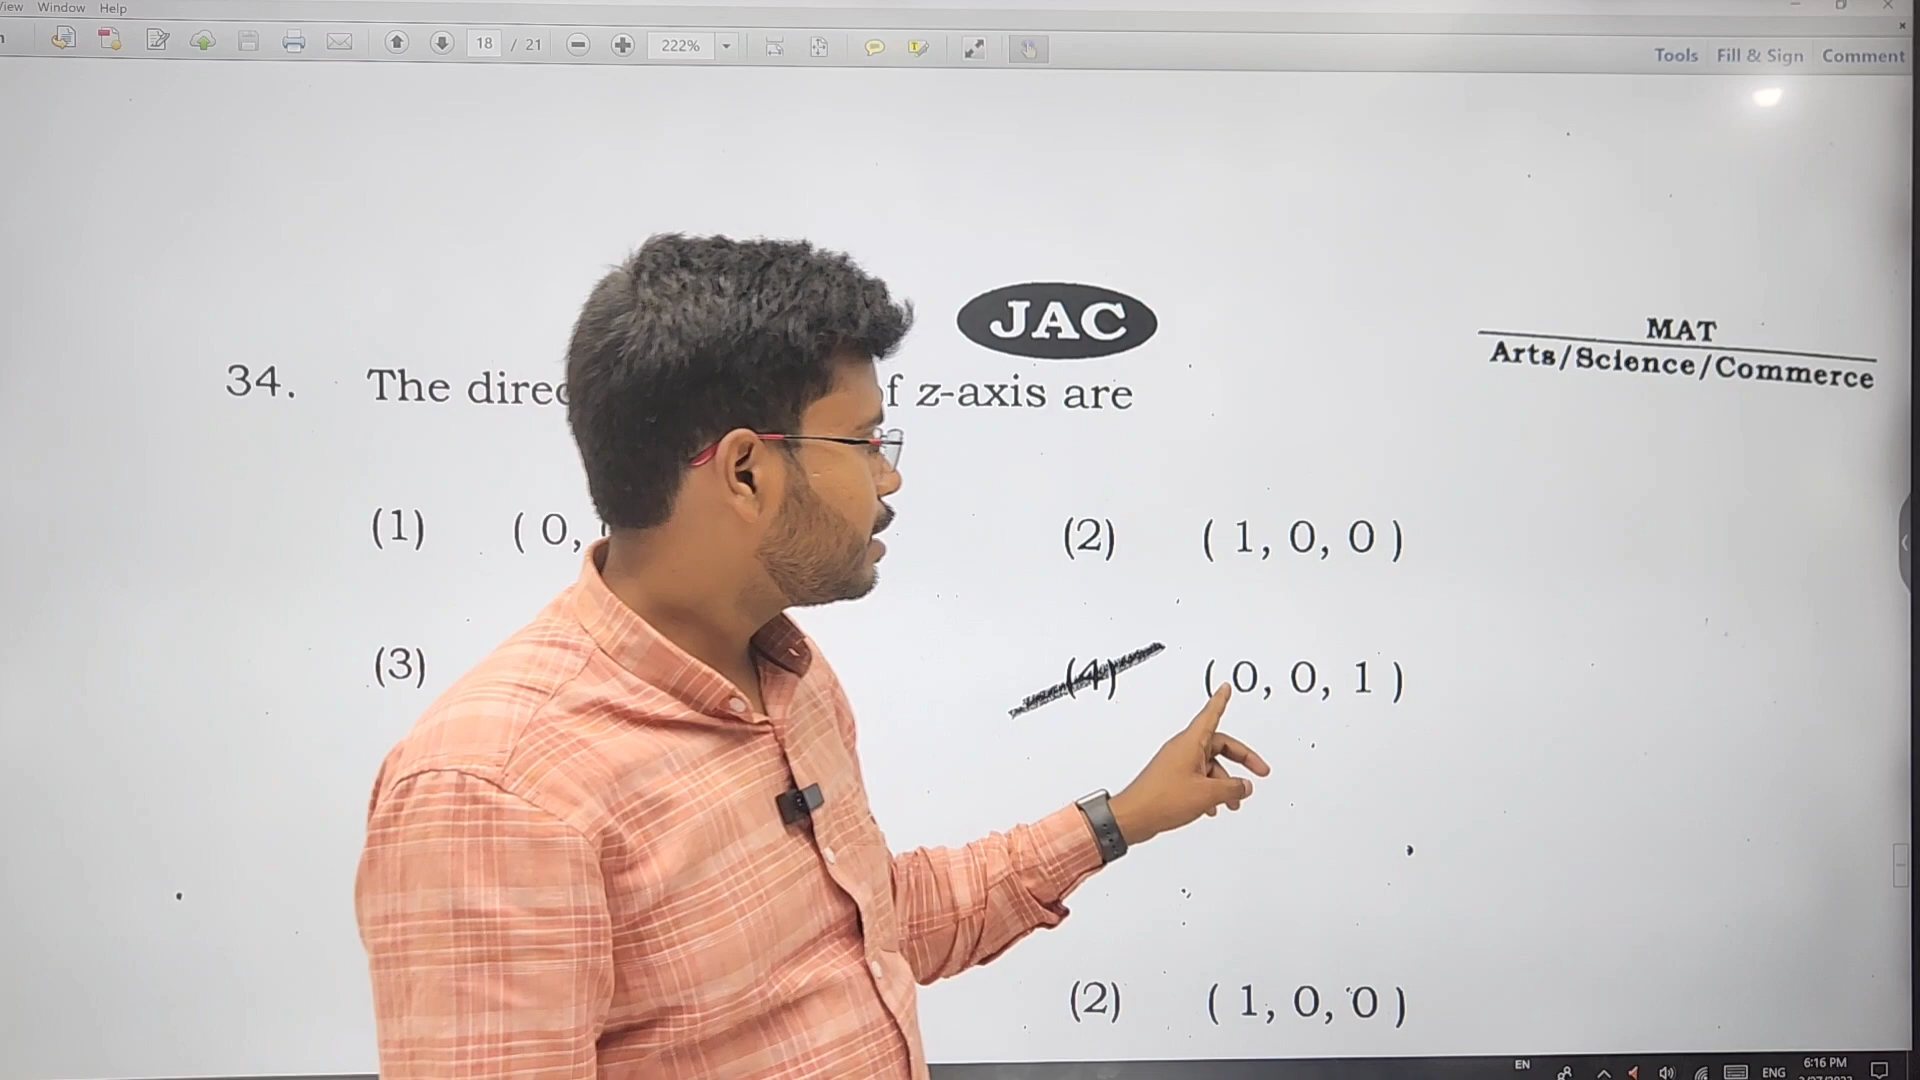 View Window Help
18 / 21 222%
Tools Fill & Sign Comment
JAC
MAT
Arts/Science/Commerce
34. The direc f z-axis are
(1) ( 0, (2) ( 1, 0, 0 )
(3) (4) ( 0, 0, 1 )
(2) ( 1, 0, 0 )
EN ENG 6:16 PM